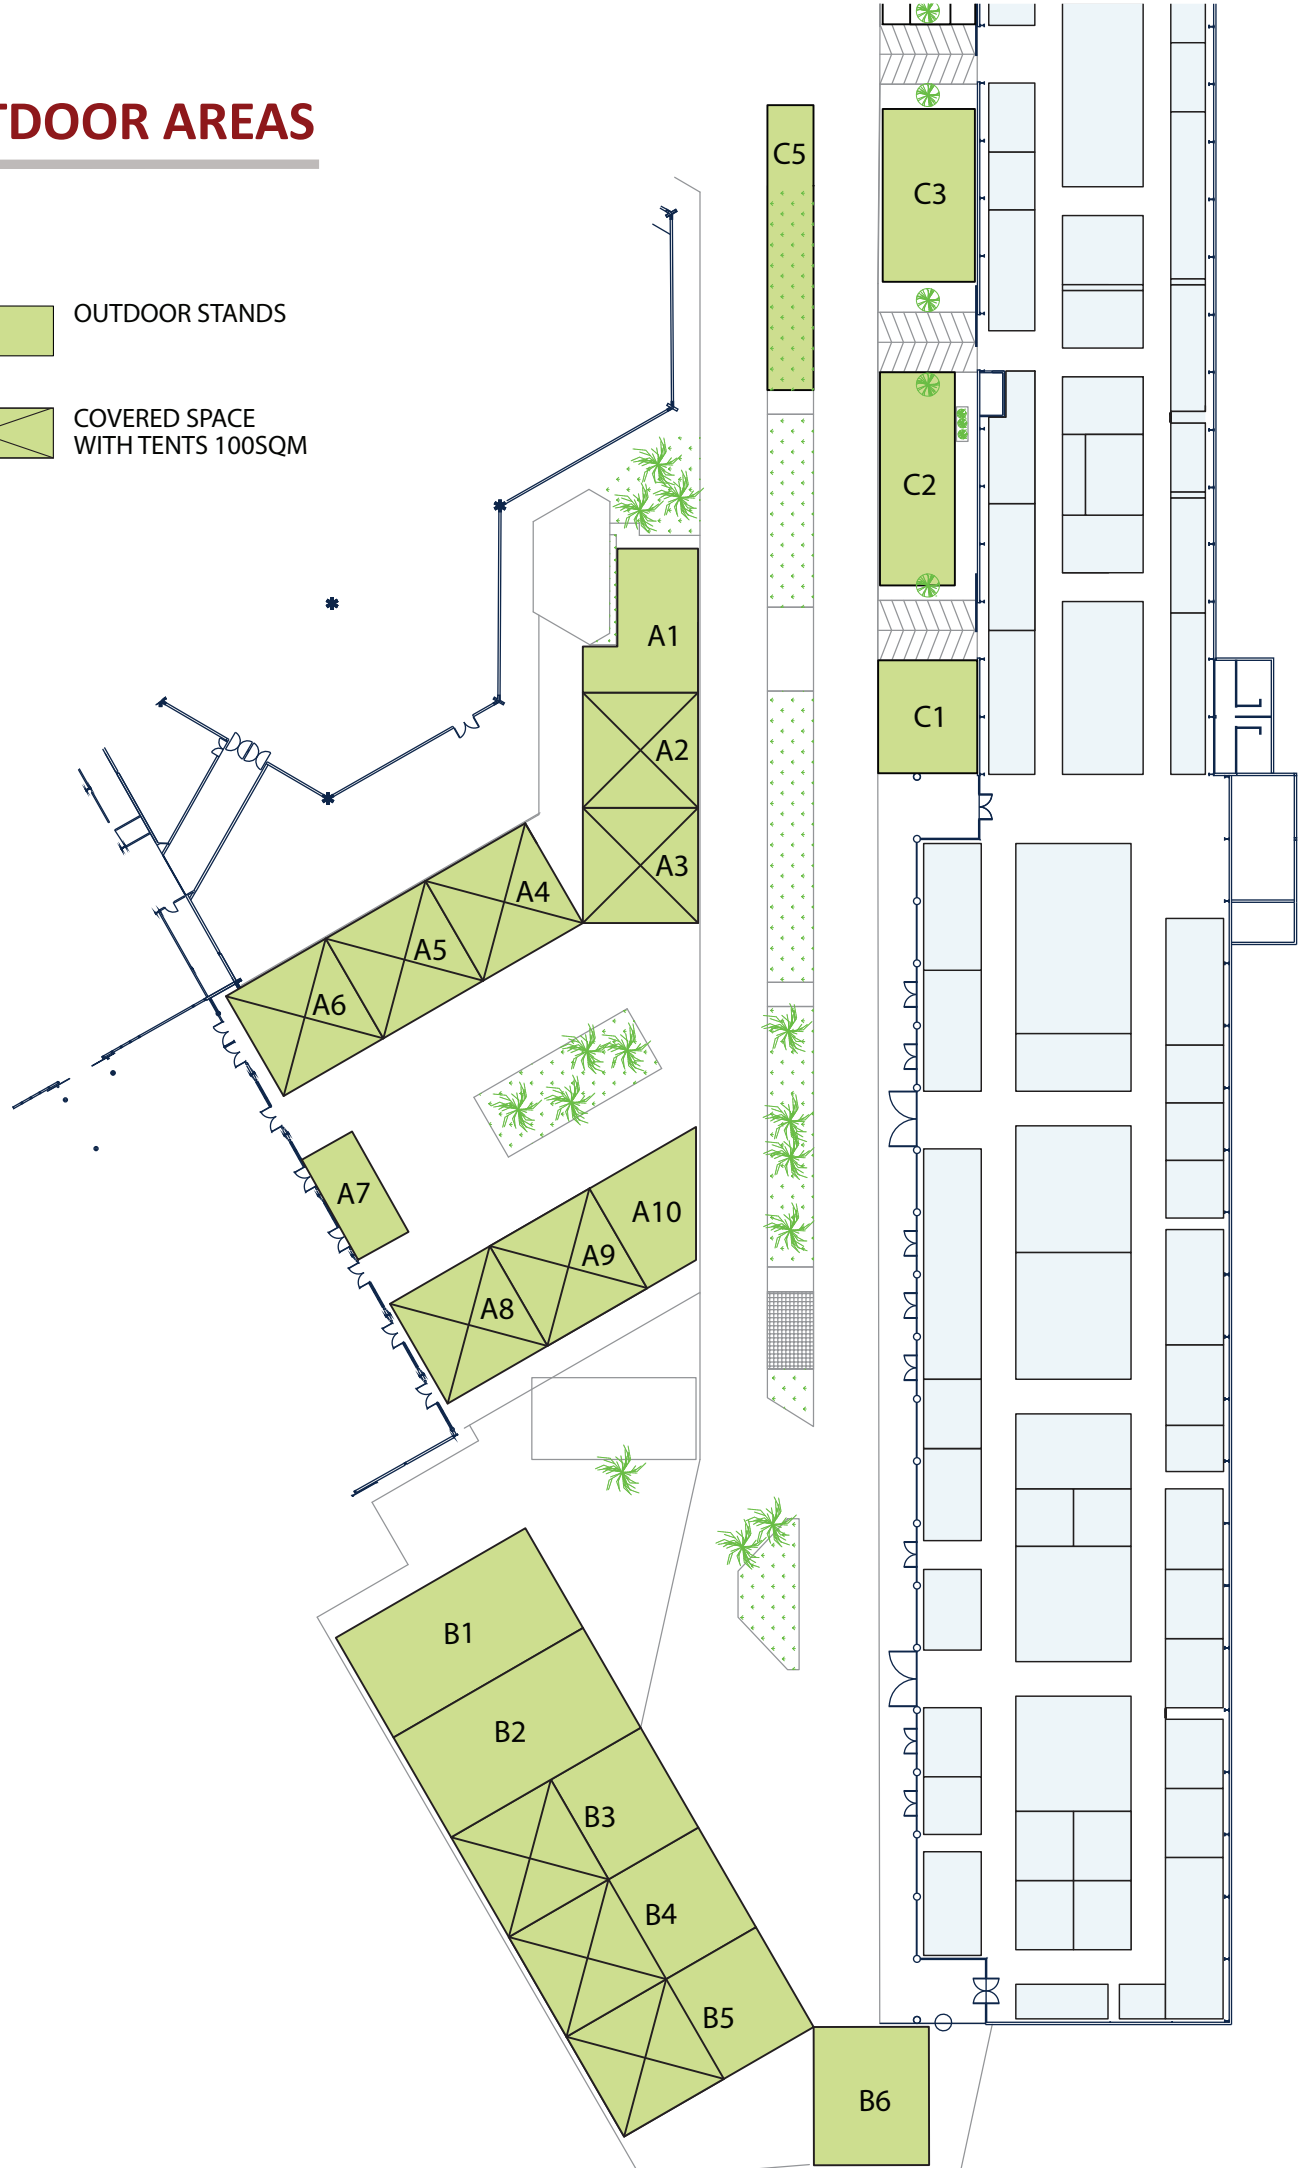 TDOOR AREAS
C5
C3
OUTDOOR STANDS
COVERED SPACE
WITH TENTS 100SQM
C2
A1
C1
A2
A3
A4
A5
A6
A7
A10
A9
A8
B1
B2
B3
B4
B5
B6